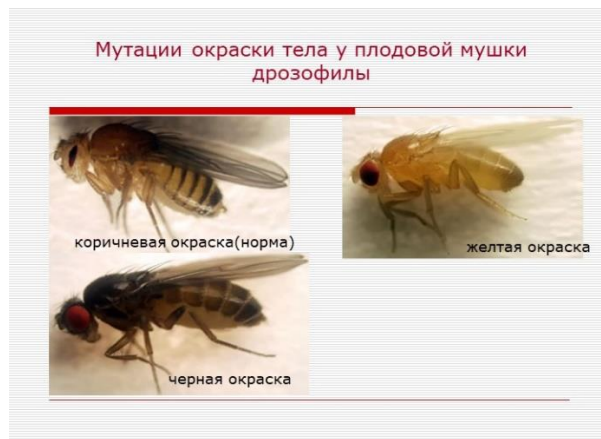 Мутации окраски тела у плодовой мушки
дрозофилы
коричневая окраска(норма)
желтая окраска
черная окраска